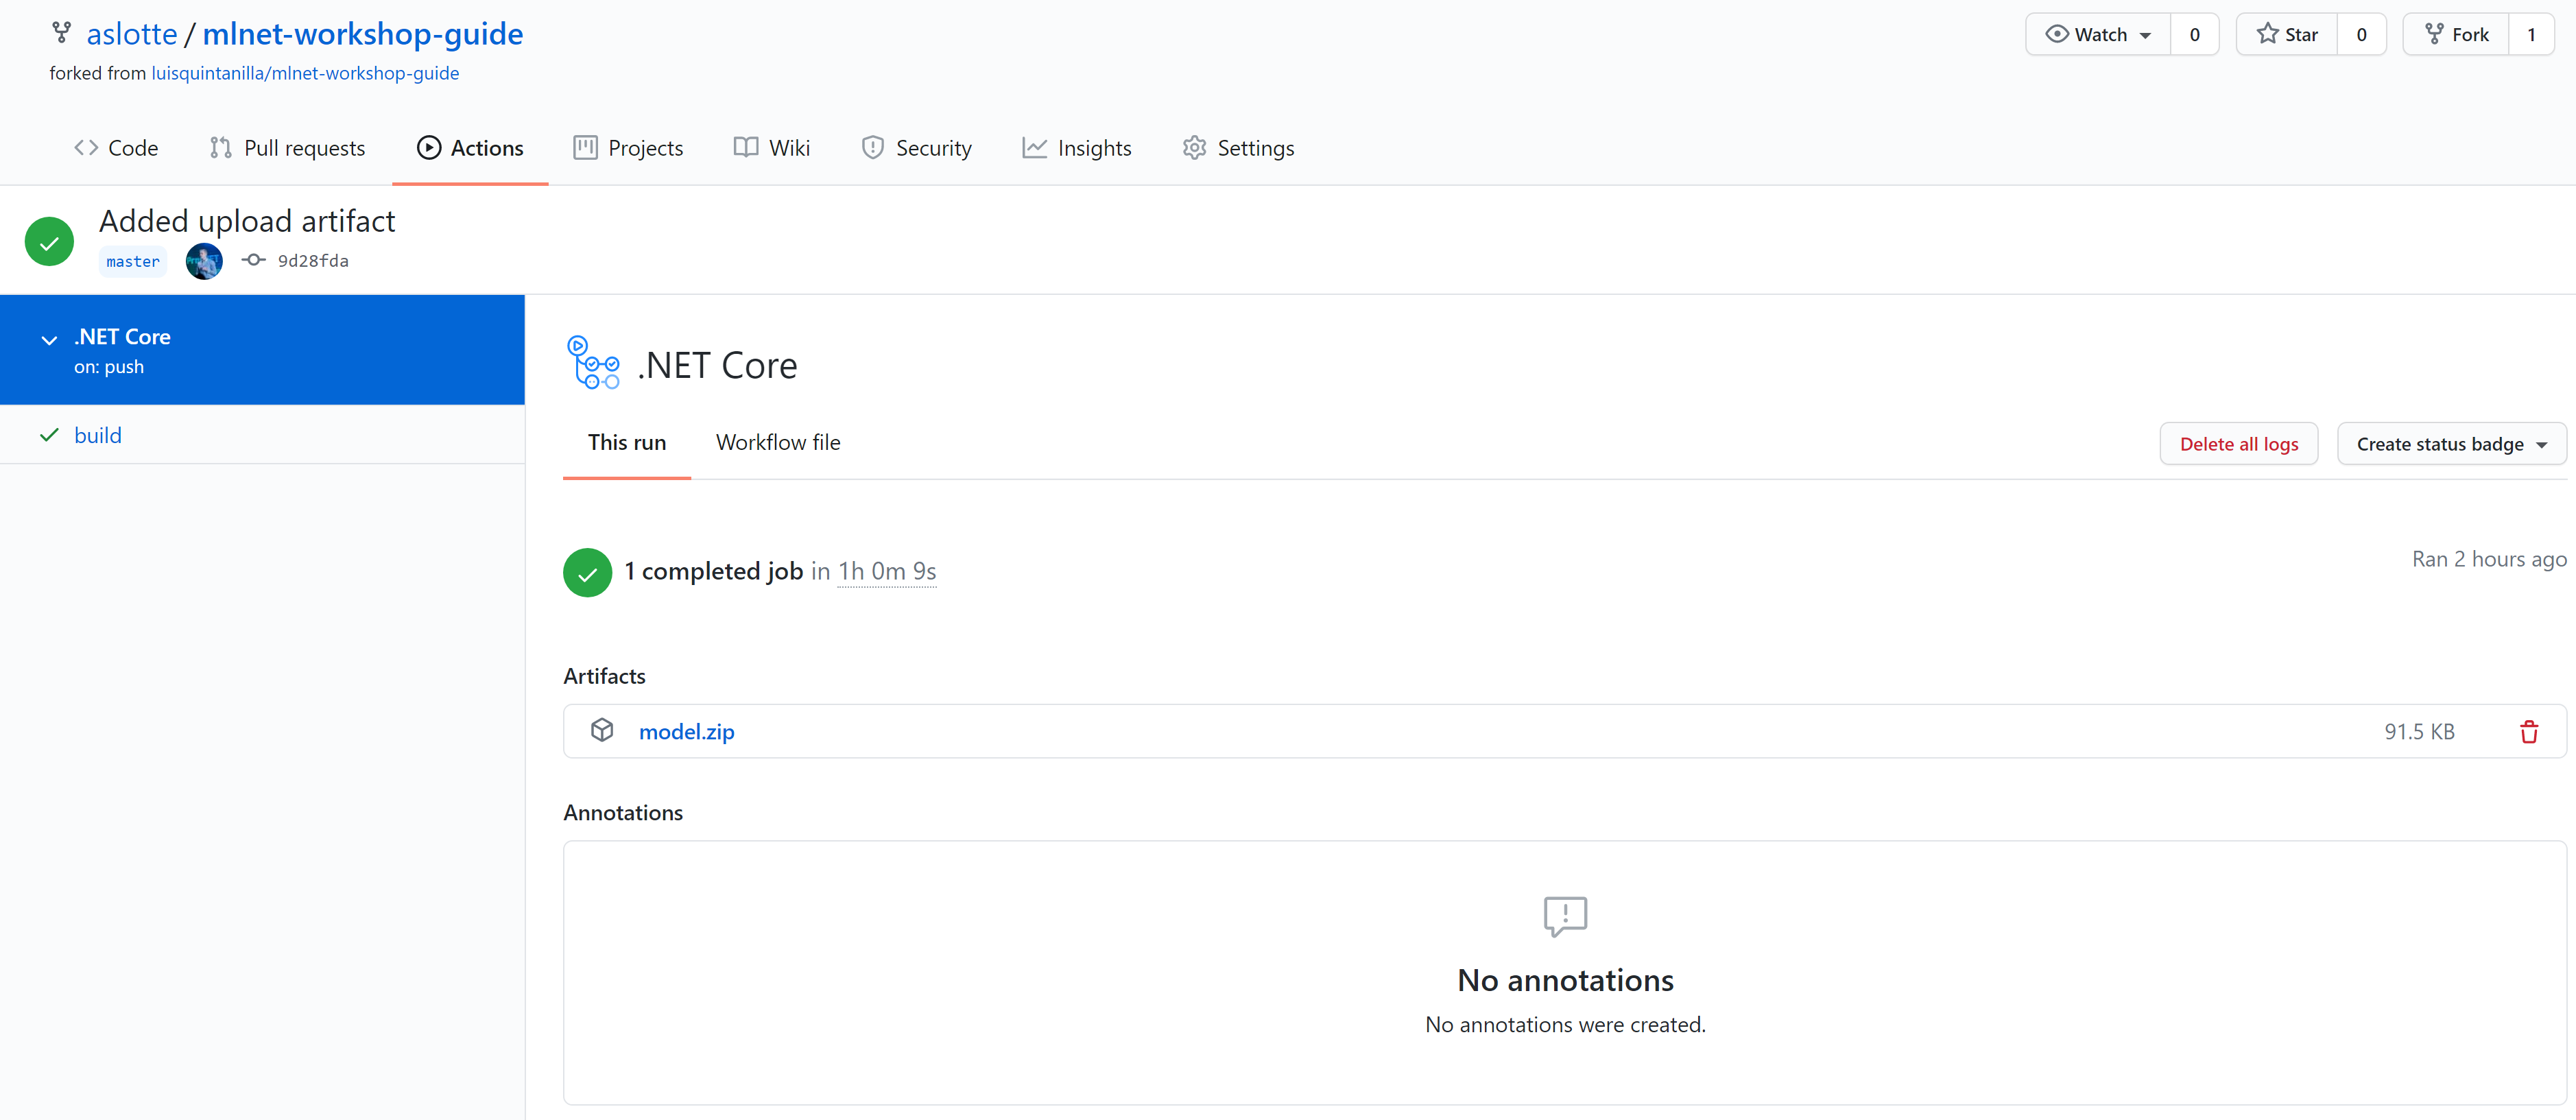 aslotte / mlnet-workshop-guide
Watch 0
Star 0
Fork 1
forked from luisquintanilla/mlnet-workshop-guide
Code
Pull requests
Actions
Projects
Wiki
Security
Insights
Settings
Added upload artifact
master
9d28fda
.NET Core
on: push
build
.NET Core
This run
Workflow file
Delete all logs
Create status badge
1 completed job in 1h 0m 9s
Ran 2 hours ago
Artifacts
model.zip
91.5 KB
Annotations
No annotations
No annotations were created.